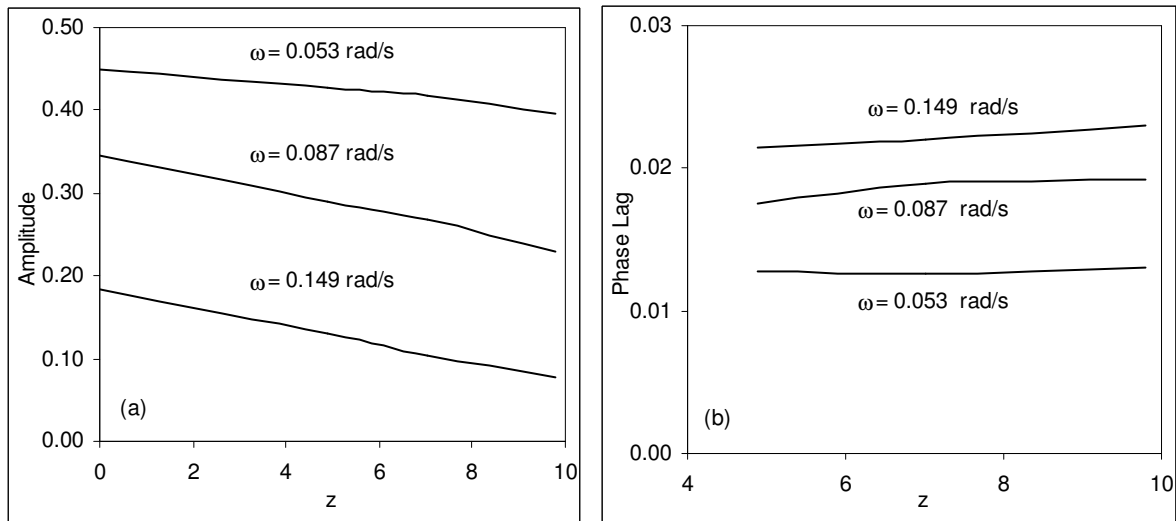 0.50
0.40
0.30
0.20
0.10
0.00
Amplitude
ω = 0.053 rad/s
ω = 0.087 rad/s
ω = 0.149 rad/s
(a)
0 2 4 6 8 10
z
0.03
0.02
0.01
0.00
Phase Lag
ω = 0.149 rad/s
ω = 0.087 rad/s
ω = 0.053 rad/s
(b)
4 6 8 10
z